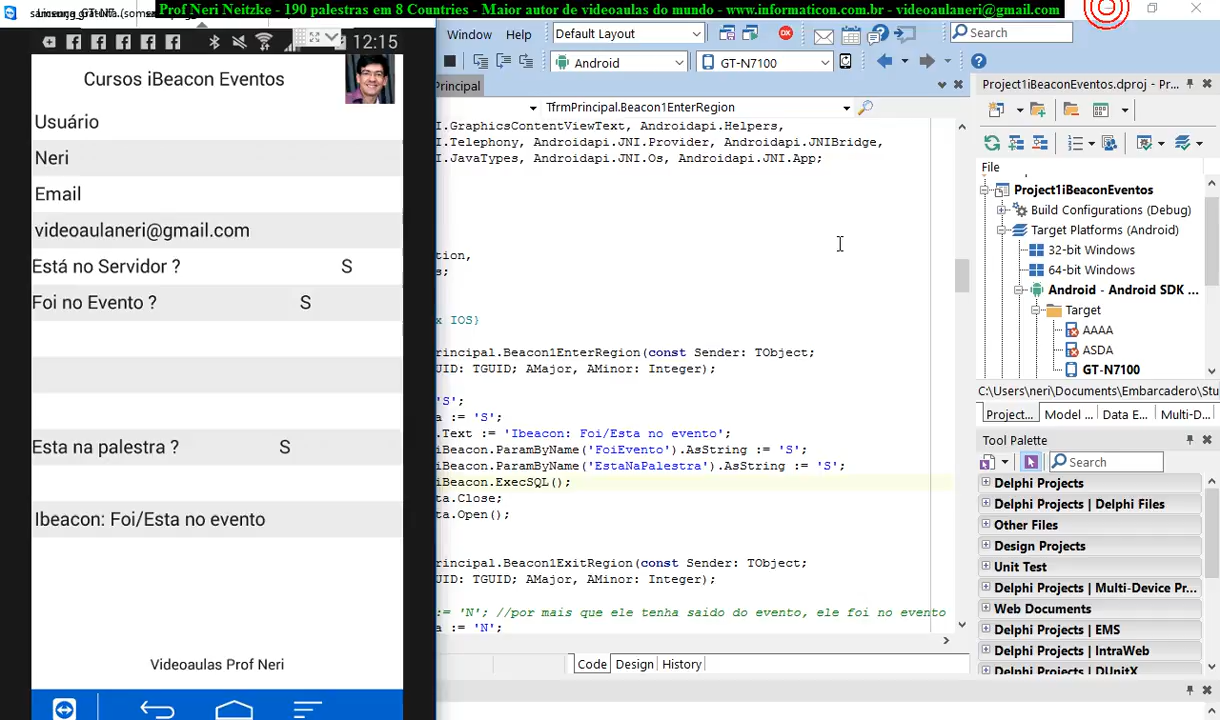 Prof Neri Neitzke - 190 palestras em 8 Countries - Maior autor de videoaulas do mundo - www.informaticon.com.br - videoaulaneri@gmail.com
12:15
Cursos iBeacon Eventos
Usuário
Neri
Email
videoaulaneri@gmail.com
Está no Servidor ? S
Foi no Evento ? S
Esta na palestra ? S
Ibeacon: Foi/Esta no evento
Videoaulas Prof Neri
Window Help Default Layout Search
Android GT-N7100
Principal
TfrmPrincipal.Beacon1EnterRegion
I.GraphicsContentViewText, Androidapi.Helpers,
I.Telephony, Androidapi.JNI.Provider, Androidapi.JNIBridge,
I.JavaTypes, Androidapi.JNI.Os, Androidapi.JNI.App;
tion,
s;
x IOS}
rincipal.Beacon1EnterRegion(const Sender: TObject;
UID: TGUID; AMajor, AMinor: Integer);
'S';
a := 'S';
.Text := 'Ibeacon: Foi/Esta no evento';
iBeacon.ParamByName('FoiEvento').AsString := 'S';
iBeacon.ParamByName('EstaNaPalestra').AsString := 'S';
iBeacon.ExecSQL();
ta.Close;
ta.Open();
rincipal.Beacon1ExitRegion(const Sender: TObject;
UID: TGUID; AMajor, AMinor: Integer);
:= 'N'; //por mais que ele tenha saido do evento, ele foi no evento
a := 'N';
Code Design History
Project1iBeaconEventos.dproj - Pr...
File
Project1iBeaconEventos
Build Configurations (Debug)
Target Platforms (Android)
32-bit Windows
64-bit Windows
Android - Android SDK ...
Target
AAAA
ASDA
GT-N7100
C:\Users\neri\Documents\Embarcadero\Stu
Project... Model ... Data E... Multi-D...
Tool Palette
Search
Delphi Projects
Delphi Projects | Delphi Files
Other Files
Design Projects
Unit Test
Delphi Projects | Multi-Device Pr...
Web Documents
Delphi Projects | EMS
Delphi Projects | IntraWeb
Delphi Projects | DUnitX